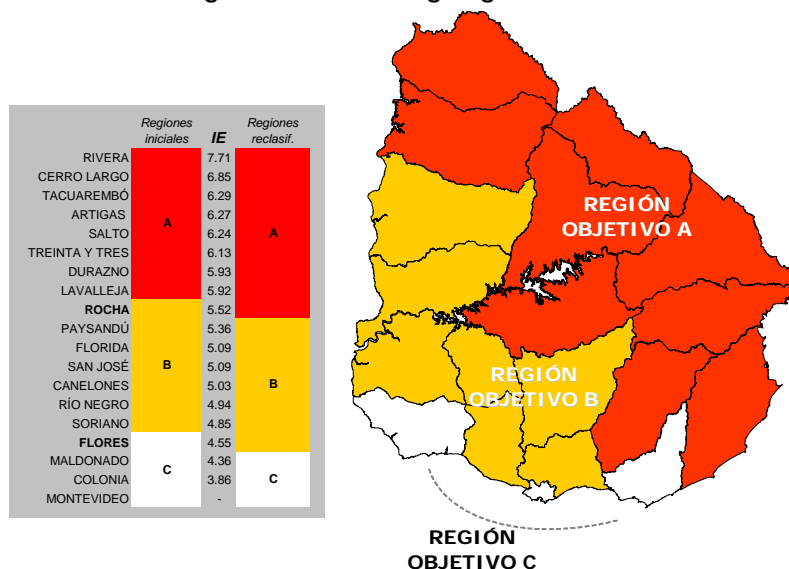 Regiones
iniciales
IE
Regiones
reclasif.
RIVERA 7.71
CERRO LARGO 6.85
TACUAREMBÓ 6.29
ARTIGAS 6.27
A
SALTO 6.24
A
TREINTA Y TRES 6.13
DURAZNO 5.93
LAVALLEJA 5.92
ROCHA 5.52
PAYSANDÚ 5.36
FLORIDA 5.09
SAN JOSÉ B 5.09
CANELONES 5.03 B
RÍO NEGRO 4.94
SORIANO 4.85
FLORES 4.55
MALDONADO 4.36
C
COLONIA 3.86 C
MONTEVIDEO -
REGIÓN
OBJETIVO A
REGIÓN
OBJETIVO B
REGIÓN
OBJETIVO C